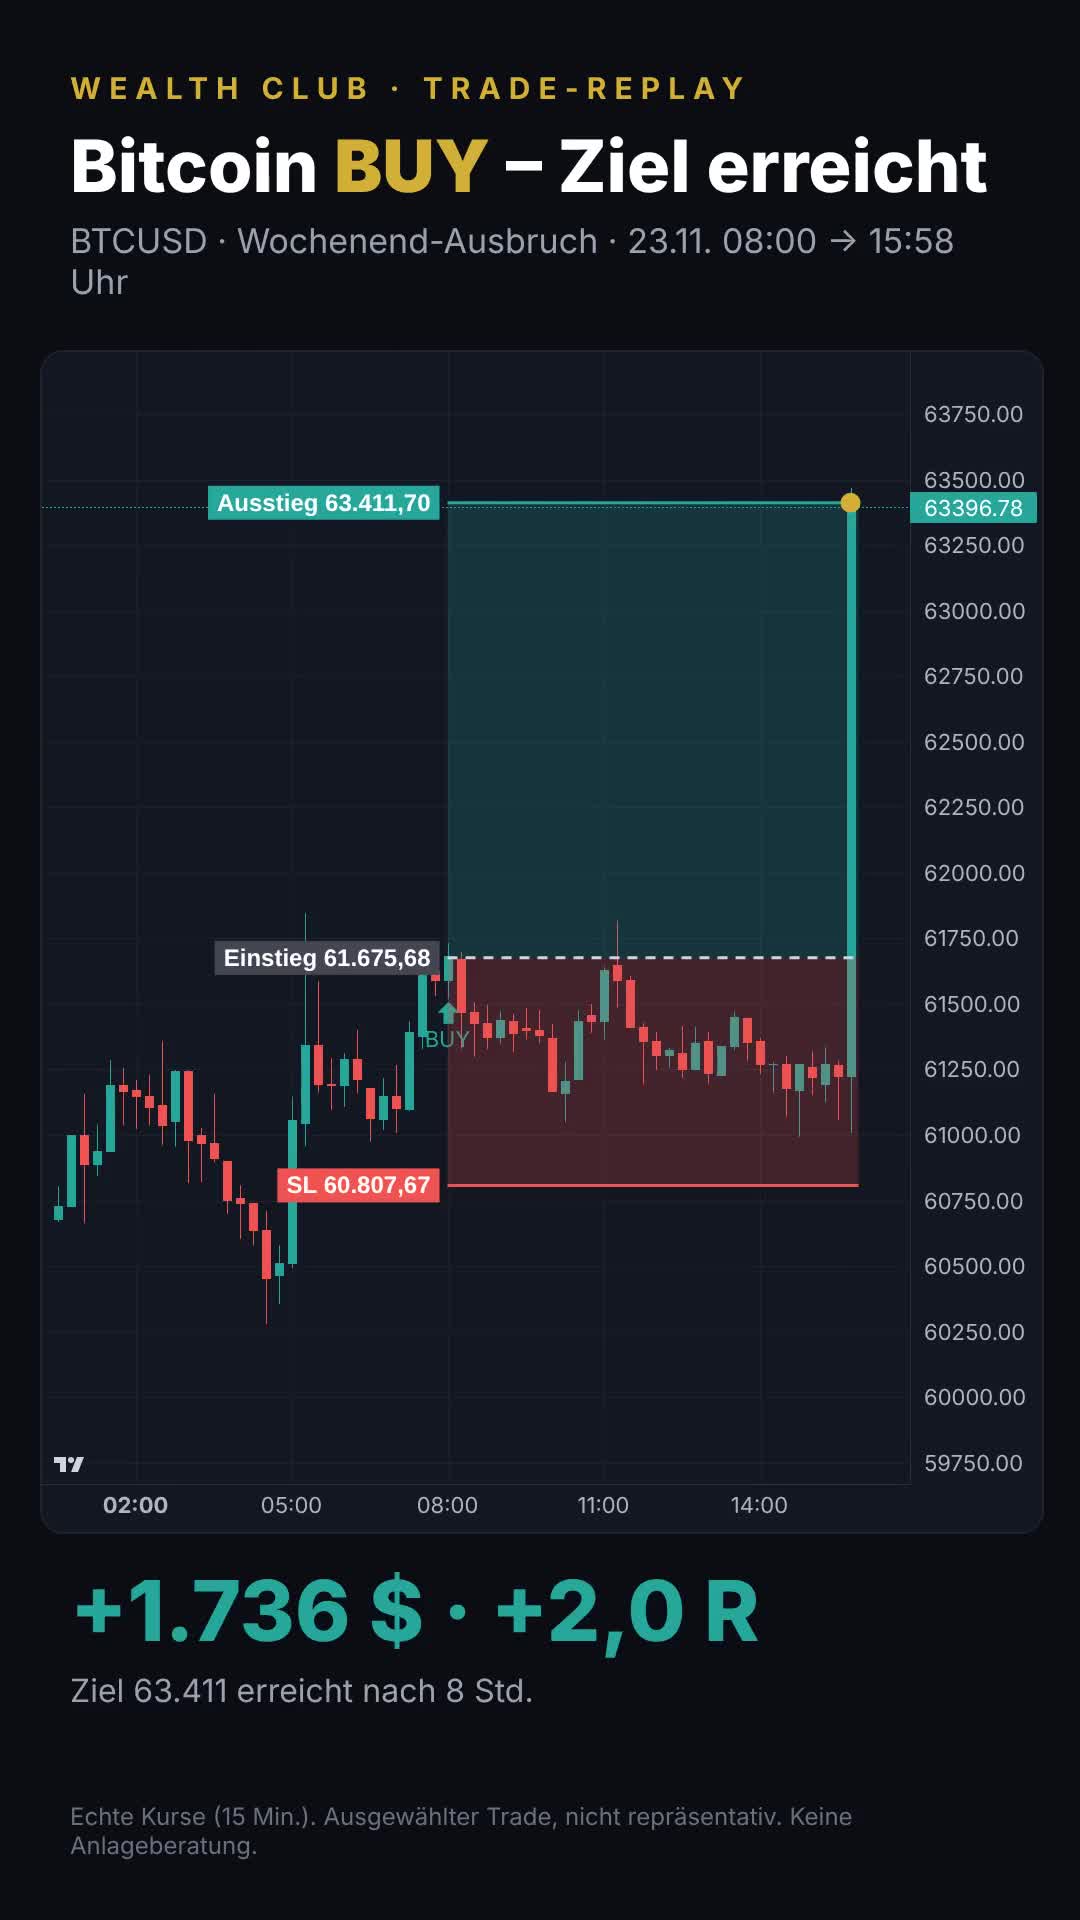 WEALTH CLUB · TRADE-REPLAY
Bitcoin BUY – Ziel erreicht
BTCUSD · Wochenend-Ausbruch · 23.11. 08:00 → 15:58
Uhr
63750.00
63500.00
Ausstieg 63.411,70
63396.78
63250.00
63000.00
62750.00
62500.00
62250.00
62000.00
61750.00
Einstieg 61.675,68
61500.00
BUY
61250.00
61000.00
SL 60.807,67
60750.00
60500.00
60250.00
60000.00
59750.00
02:00 05:00 08:00 11:00 14:00
+1.736 $ · +2,0 R
Ziel 63.411 erreicht nach 8 Std.
Echte Kurse (15 Min.). Ausgewählter Trade, nicht repräsentativ. Keine
Anlageberatung.